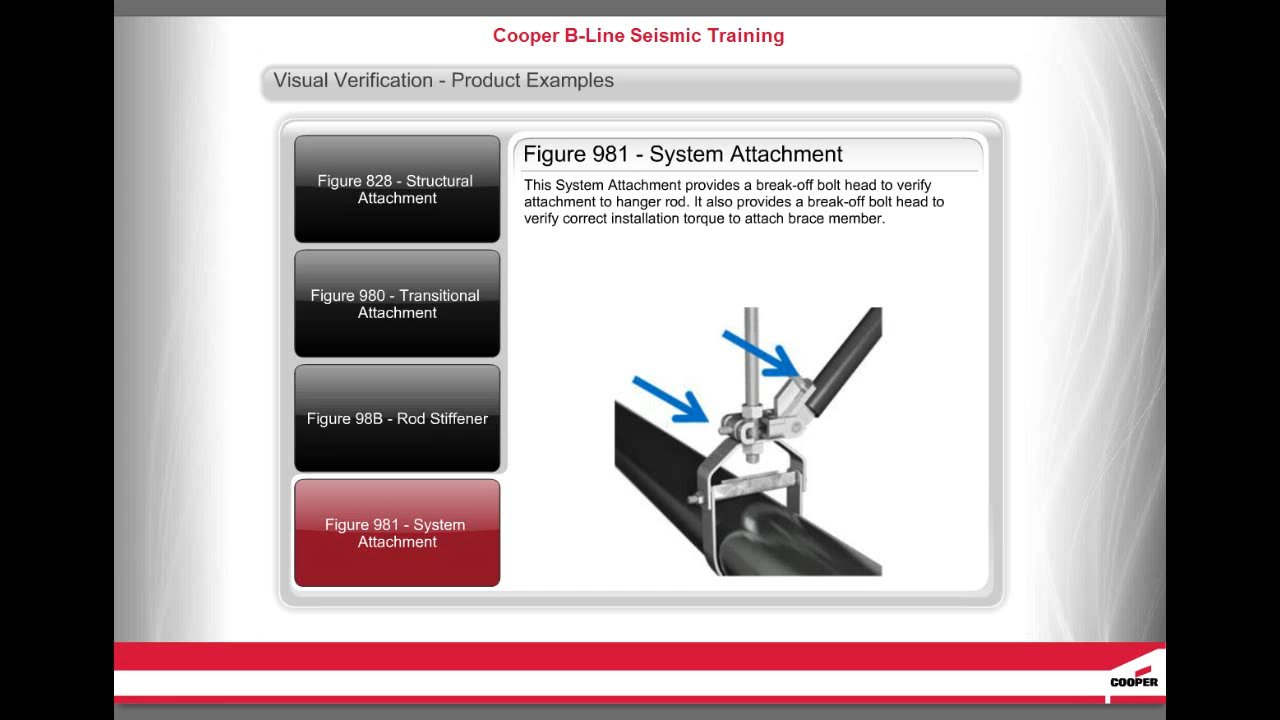 Cooper B-Line Seismic Training
Visual Verification - Product Examples
Figure 828 - Structural
Attachment
Figure 980 - Transitional
Attachment
Figure 98B - Rod Stiffener
Figure 981 - System
Attachment
Figure 981 - System Attachment
This System Attachment provides a break-off bolt head to verify
attachment to hanger rod. It also provides a break-off bolt head to
verify correct installation torque to attach brace member.
COOPER